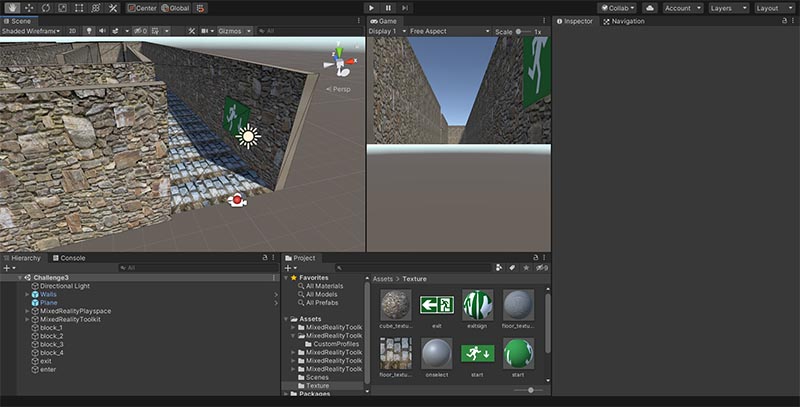 Center Global
Collab Account Layers Layout
Scene Game Inspector Navigation
Shaded Wireframe 2D 0 Gizmos All Display 1 Free Aspect Scale 1x
y
x
z
Persp
Hierarchy Console Project
All
Challenge3 Favorites Assets > Texture
Directional Light All Materials
Walls All Models
Plane All Prefabs
MixedRealityPlayspace
MixedRealityToolkit Assets
block_1 MixedRealityToolk
block_2 MixedRealityToolk cube_textu... exit exitsign floor_textu...
block_3 CustomProfiles
block_4 MixedRealityToolk
exit MixedRealityToolk
enter MixedRealityToolk
Scenes floor_textu... onselect start start
Texture
Packages